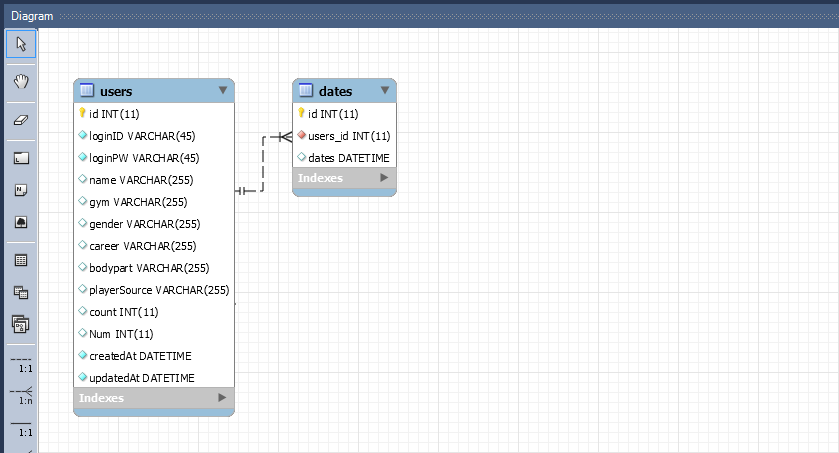 Diagram
users
id INT(11)
loginID VARCHAR(45)
loginPW VARCHAR(45)
name VARCHAR(255)
gym VARCHAR(255)
gender VARCHAR(255)
career VARCHAR(255)
bodypart VARCHAR(255)
playerSource VARCHAR(255)
count INT(11)
Num INT(11)
createdAt DATETIME
updatedAt DATETIME
Indexes
dates
id INT(11)
users_id INT(11)
dates DATETIME
Indexes
1:1
1:n
1:1